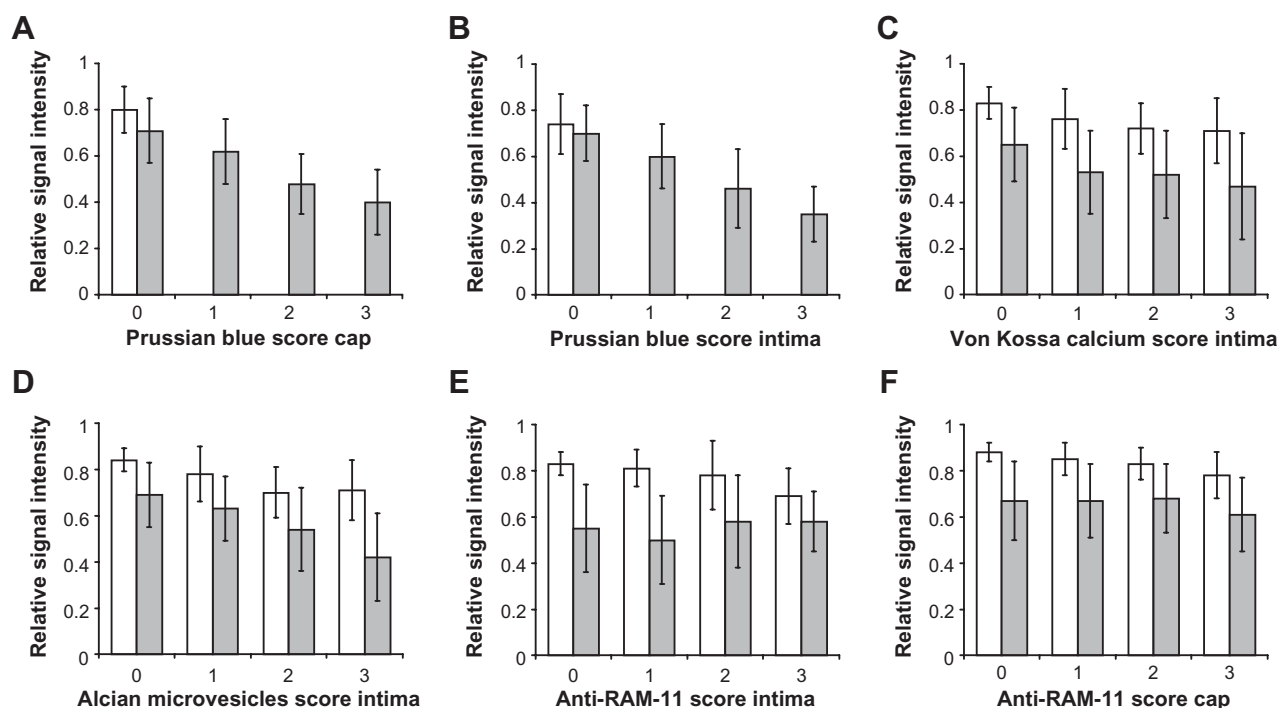 A
Relative signal intensity
1
0.8
0.6
0.4
0.2
0
0 1 2 3
Prussian blue score cap
B
Relative signal intensity
1
0.8
0.6
0.4
0.2
0
0 1 2 3
Prussian blue score intima
C
Relative signal intensity
1
0.8
0.6
0.4
0.2
0
0 1 2 3
Von Kossa calcium score intima
D
Relative signal intensity
1
0.8
0.6
0.4
0.2
0
0 1 2 3
Alcian microvesicles score intima
E
Relative signal intensity
1
0.8
0.6
0.4
0.2
0
0 1 2 3
Anti-RAM-11 score intima
F
Relative signal intensity
1
0.8
0.6
0.4
0.2
0
0 1 2 3
Anti-RAM-11 score cap